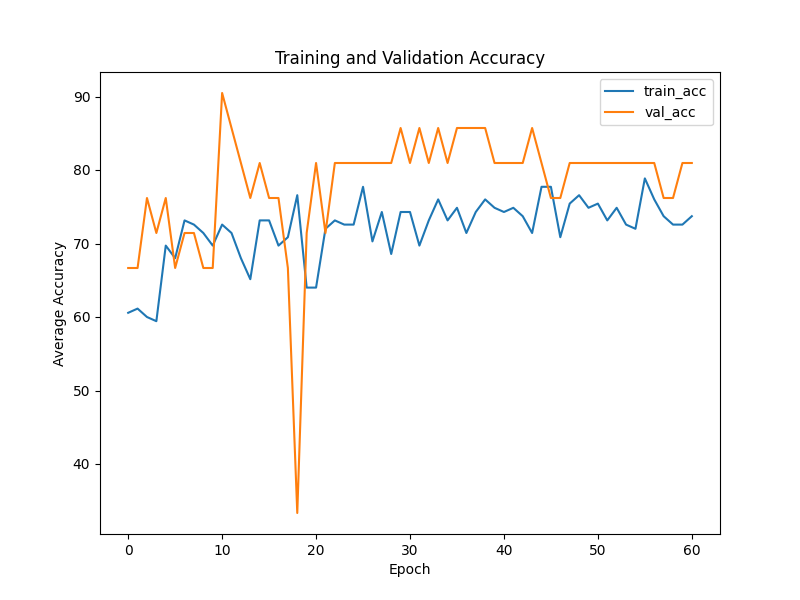 Training and Validation Accuracy
train_acc
val_acc
90
80
70
60
50
40
Average Accuracy
0 10 20 30 40 50 60
Epoch